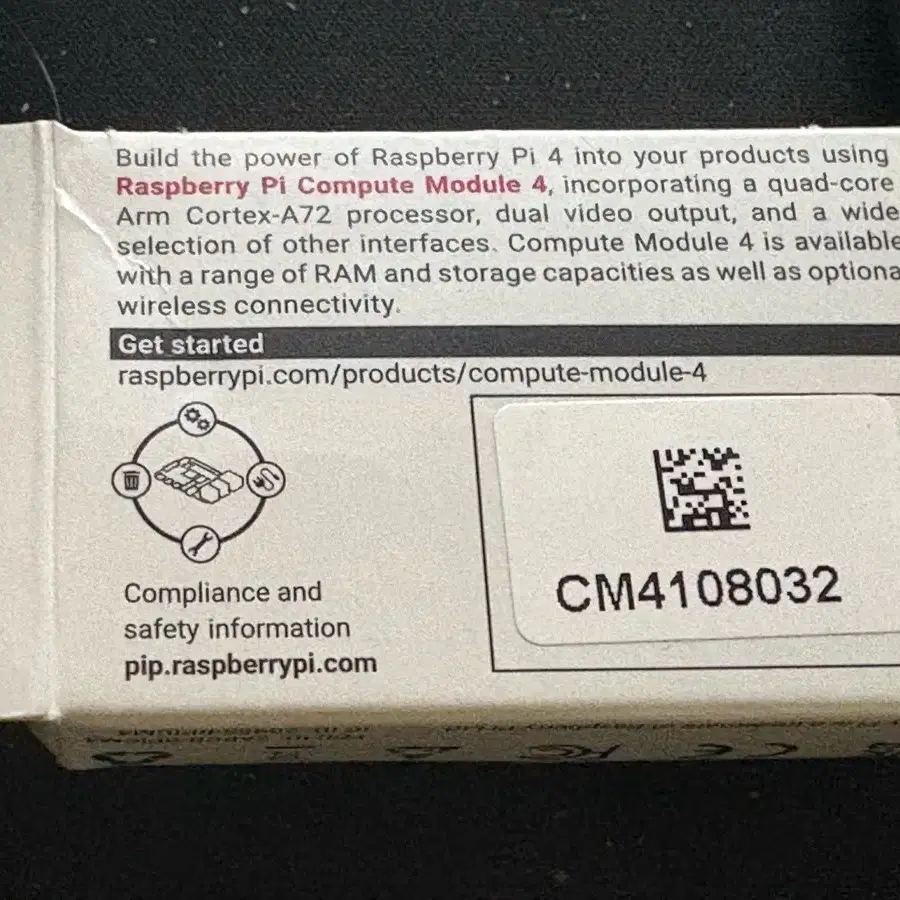 Build the power of Raspberry Pi 4 into your products using
Raspberry Pi Compute Module 4, incorporating a quad-core
Arm Cortex-A72 processor, dual video output, and a wide
selection of other interfaces. Compute Module 4 is available
with a range of RAM and storage capacities as well as optiona
wireless connectivity.
Get started
raspberrypi.com/products/compute-module-4
CM4108032
Compliance and
safety information
pip.raspberrypi.com